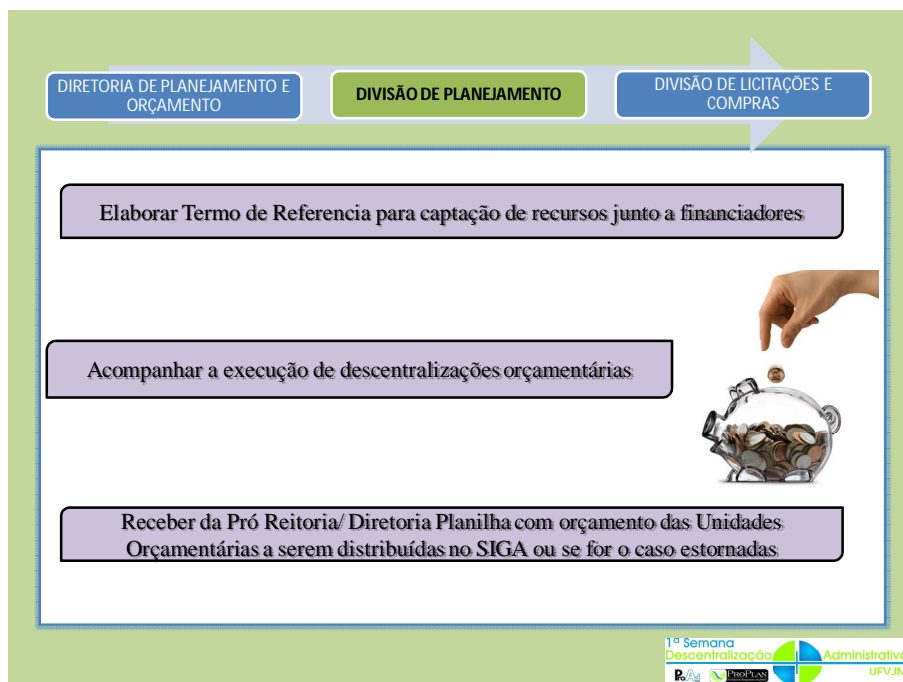 DIRETORIA DE PLANEJAMENTO E
ORÇAMENTO
DIVISÃO DE PLANEJAMENTO
DIVISÃO DE LICITAÇÕES E
COMPRAS
Elaborar Termo de Referencia para captação de recursos junto a financiadores
Acompanhar a execução de descentralizações orçamentárias
Receber da Pró Reitoria/ Diretoria Planilha com orçamento das Unidades
Orçamentárias a serem distribuídas no SIGA ou se for o caso estornadas
1ª Semana
Descentralização Administrativa
PROPLAN
UFVJM